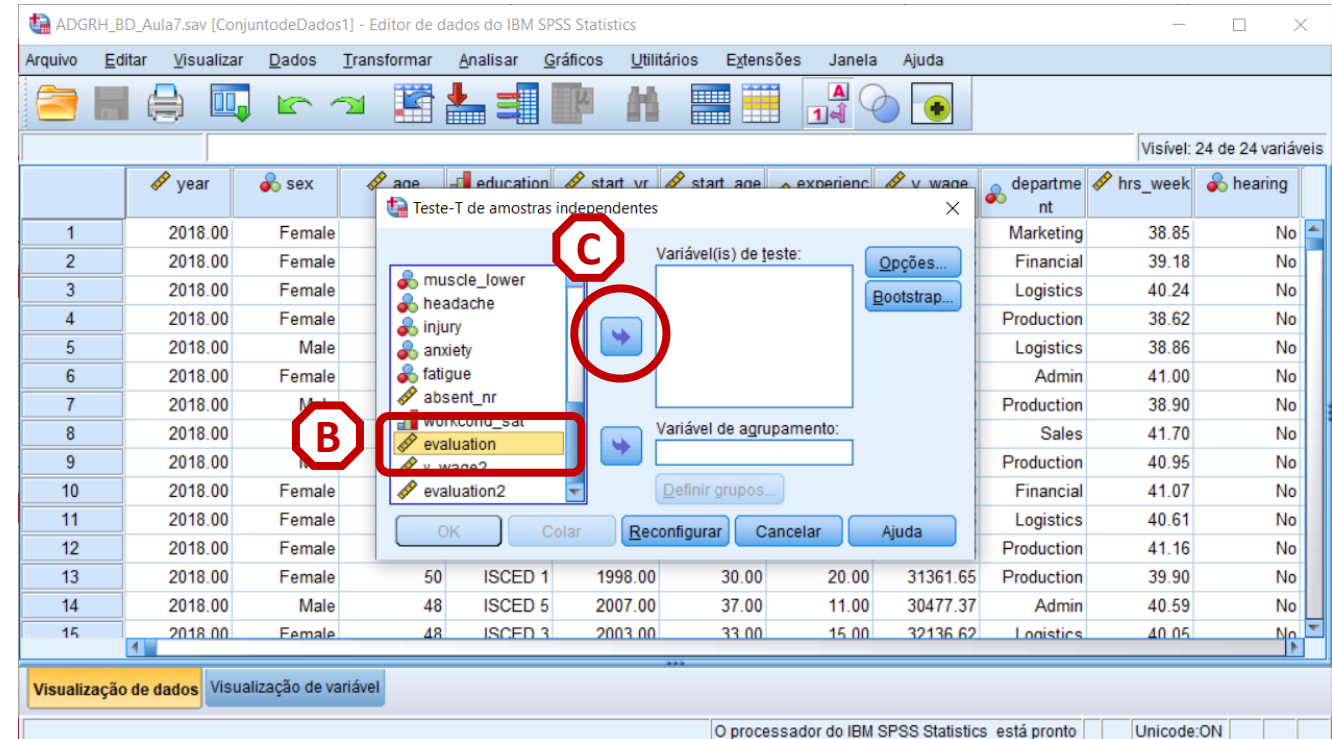 ADGRH_BD_Aula7.sav [ConjuntodeDados1] - Editor de dados do IBM SPSS Statistics
Arquivo Editar Visualizar Dados Transformar Analisar Gráficos Utilitários Extensões Janela Ajuda
Visível: 24 de 24 variáveis
year sex age education start_yr start_age experienc y_wage departme nt hrs_week hearing
Teste-T de amostras independentes
C
Variável(is) de teste:
Opções...
Bootstrap...
muscle_lower
headache
injury
anxiety
fatigue
absent_nr
workcond_sat
B
evaluation
y_wage2
evaluation2
Variável de agrupamento:
Definir grupos...
OK Colar Reconfigurar Cancelar Ajuda
1 2018.00 Female Marketing 38.85 No
2 2018.00 Female Financial 39.18 No
3 2018.00 Female Logistics 40.24 No
4 2018.00 Female Production 38.62 No
5 2018.00 Male Logistics 38.86 No
6 2018.00 Female Admin 41.00 No
7 2018.00 Male Production 38.90 No
8 2018.00 Sales 41.70 No
9 2018.00 Production 40.95 No
10 2018.00 Female Financial 41.07 No
11 2018.00 Female Logistics 40.61 No
12 2018.00 Female Production 41.16 No
13 2018.00 Female 50 ISCED 1 1998.00 30.00 20.00 31361.65 Production 39.90 No
14 2018.00 Male 48 ISCED 5 2007.00 37.00 11.00 30477.37 Admin 40.59 No
15 2018.00 Female 48 ISCED 3 2003.00 33.00 15.00 32136.62 Logistics 40.05 No
Visualização de dados Visualização de variável
O processador do IBM SPSS Statistics está pronto Unicode:ON